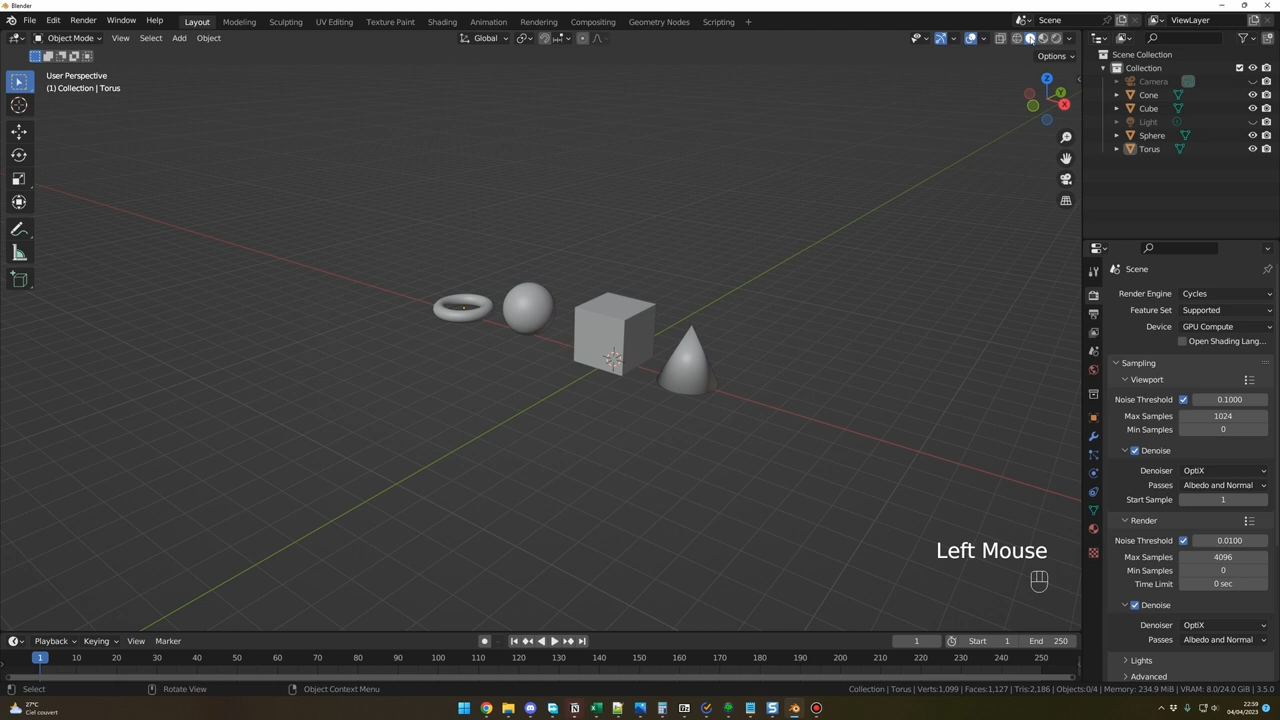 Blender
File Edit Render Window Help Layout Modeling Sculpting UV Editing Texture Paint Shading Animation Rendering Compositing Geometry Nodes Scripting + Scene ViewLayer
Object Mode View Select Add Object Global
Options
User Perspective
(1) Collection | Torus
Z
Y
X
Scene Collection
Collection
Camera
Cone
Cube
Light
Sphere
Torus
Scene
Render Engine Cycles
Feature Set Supported
Device GPU Compute
Open Shading Lang...
Sampling
Viewport
Noise Threshold 0.1000
Max Samples 1024
Min Samples 0
Denoise
Denoiser OptiX
Passes Albedo and Normal
Start Sample 1
Render
Noise Threshold 0.0100
Max Samples 4096
Min Samples 0
Time Limit 0 sec
Denoise
Denoiser OptiX
Passes Albedo and Normal
Lights
Advanced
Left Mouse
Playback Keying View Marker 1 Start 1 End 250
1 10 20 30 40 50 60 70 80 90 100 110 120 130 140 150 160 170 180 190 200 210 220 230 240 250
Select Rotate View Object Context Menu Collection | Torus | Verts:1,099 | Faces:1,127 | Tris:2,186 | Objects:0/4 | Memory: 234.9 MiB | VRAM: 8.0/24.0 GiB | 3.5.0
27°C
Ciel couvert
22:59
04/04/2023